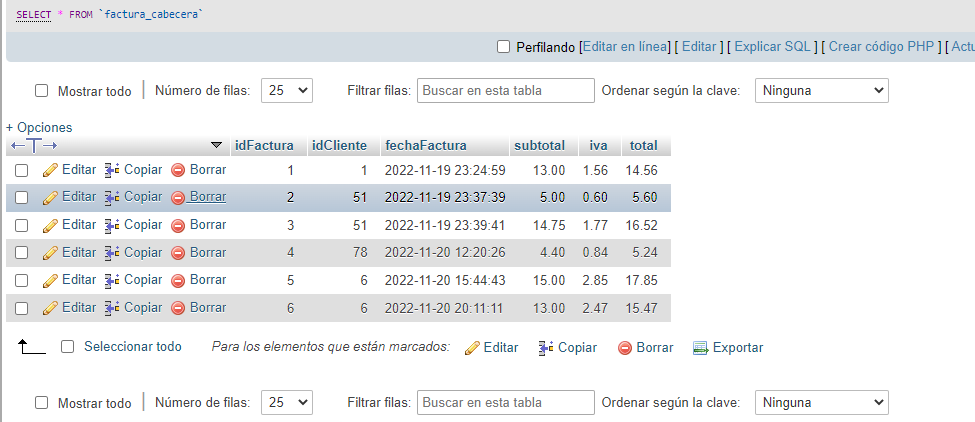 SELECT * FROM `factura_cabecera`
Perfilando [Editar en línea] [ Editar ] [ Explicar SQL ] [ Crear código PHP ] [ Actu
Mostrar todo | Número de filas: 25 Filtrar filas: Buscar en esta tabla Ordenar según la clave: Ninguna
+ Opciones
←T→ idFactura idCliente fechaFactura subtotal iva total
Editar Copiar Borrar 1 1 2022-11-19 23:24:59 13.00 1.56 14.56
Editar Copiar Borrar 2 51 2022-11-19 23:37:39 5.00 0.60 5.60
Editar Copiar Borrar 3 51 2022-11-19 23:39:41 14.75 1.77 16.52
Editar Copiar Borrar 4 78 2022-11-20 12:20:26 4.40 0.84 5.24
Editar Copiar Borrar 5 6 2022-11-20 15:44:43 15.00 2.85 17.85
Editar Copiar Borrar 6 6 2022-11-20 20:11:11 13.00 2.47 15.47
Seleccionar todo Para los elementos que están marcados: Editar Copiar Borrar Exportar
Mostrar todo | Número de filas: 25 Filtrar filas: Buscar en esta tabla Ordenar según la clave: Ninguna